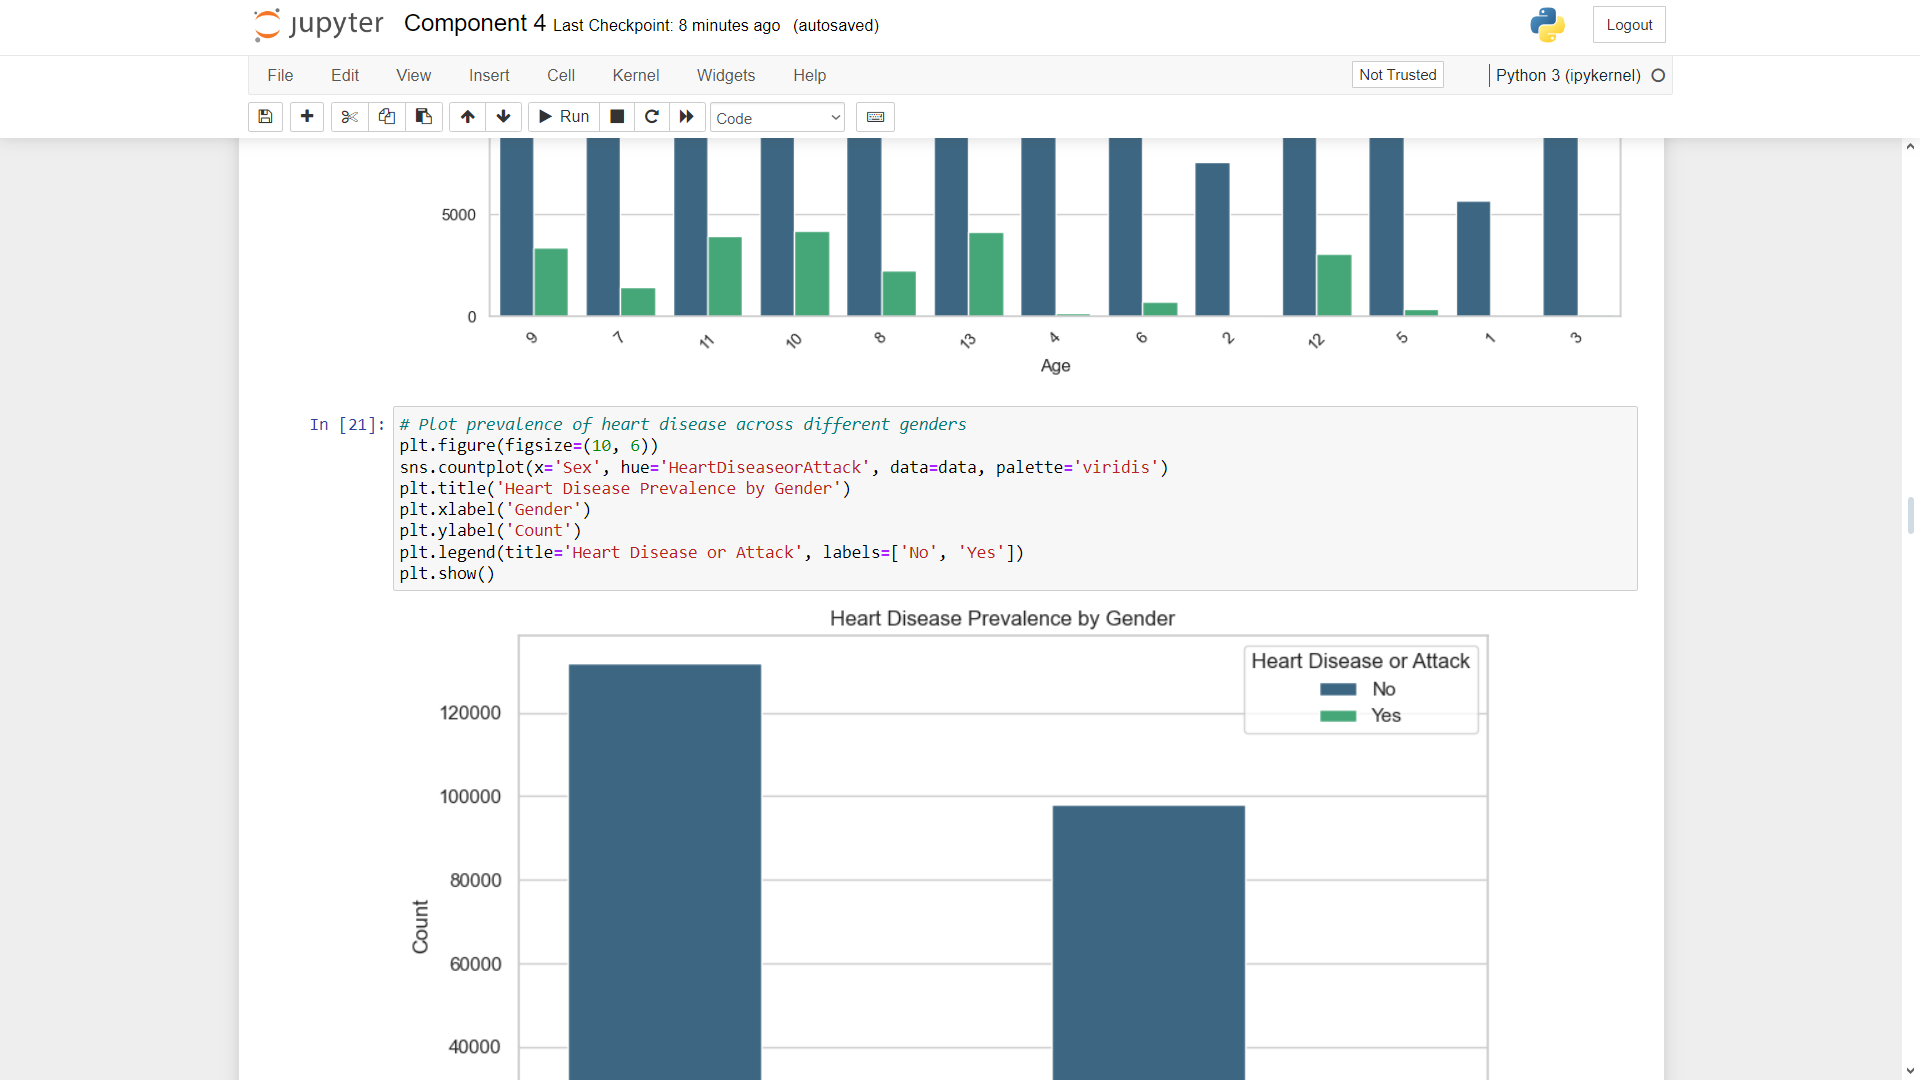 jupyter Component 4 Last Checkpoint: 8 minutes ago (autosaved)
Logout
File Edit View Insert Cell Kernel Widgets Help
Not Trusted
Python 3 (ipykernel)
Run
Code
5000
0
9 7 11 10 8 13 4 6 2 12 5 1 3
Age
In [21]:
# Plot prevalence of heart disease across different genders
plt.figure(figsize=(10, 6))
sns.countplot(x='Sex', hue='HeartDiseaseorAttack', data=data, palette='viridis')
plt.title('Heart Disease Prevalence by Gender')
plt.xlabel('Gender')
plt.ylabel('Count')
plt.legend(title='Heart Disease or Attack', labels=['No', 'Yes'])
plt.show()
Heart Disease Prevalence by Gender
Heart Disease or Attack
No
Yes
120000
100000
80000
60000
40000
Count